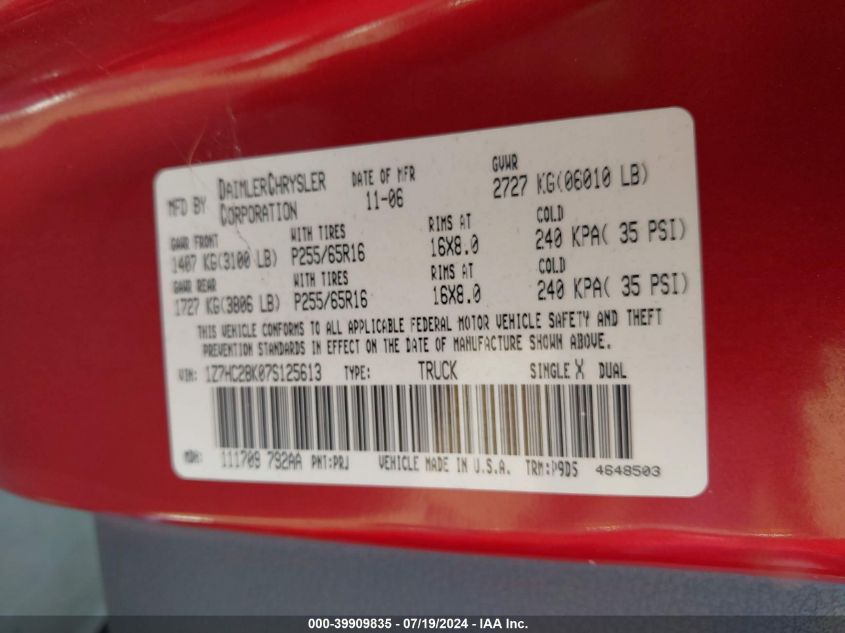 MFD BY DAIMLERCHRYSLER CORPORATION DATE OF MFR 11-06 GVWR 2727 KG(06010 LB)
GAWR FRONT WITH TIRES RIMS AT COLD
1407 KG(3100 LB) P255/65R16 16X8.0 240 KPA( 35 PSI)
GAWR REAR WITH TIRES RIMS AT COLD
1727 KG(3806 LB) P255/65R16 16X8.0 240 KPA( 35 PSI)
THIS VEHICLE CONFORMS TO ALL APPLICABLE FEDERAL MOTOR VEHICLE SAFETY AND THEFT
PREVENTION STANDARDS IN EFFECT ON THE DATE OF MANUFACTURE SHOWN ABOVE.
VIN: 1Z7HC28K07S125613 TYPE: TRUCK SINGLE X DUAL
MDH: 111709 792AA PNT:PRJ VEHICLE MADE IN U.S.A. TRM:P9D5 4648503
000-39909835 - 07/19/2024 - IAA Inc.